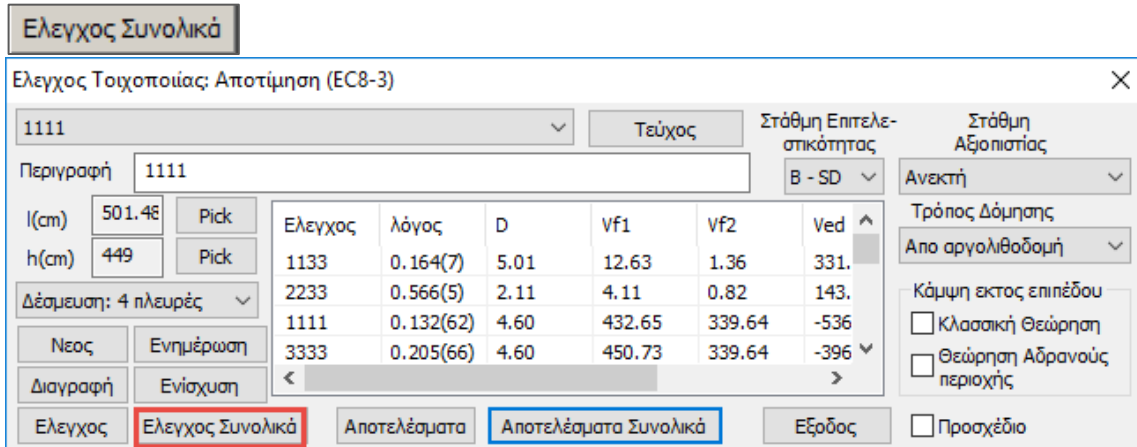 Ελεγχος Συνολικά
Ελεγχος Τοιχοποιίας: Αποτίμηση (EC8-3)
1111
Τεύχος
Στάθμη Επιτελε-
στικότητας
Στάθμη
Αξιοπιστίας
Περιγραφή 1111
B - SD
Ανεκτή
l(cm) 501.48 Pick
h(cm) 449 Pick
Δέσμευση: 4 πλευρές
Τρόπος Δόμησης
Απο αργολιθοδομή
Ελεγχος λόγος D Vf1 Vf2 Ved
1133 0.164(7) 5.01 12.63 1.36 331.
2233 0.566(5) 2.11 4.11 0.82 143.
1111 0.132(62) 4.60 432.65 339.64 -536
3333 0.205(66) 4.60 450.73 339.64 -396
Κάμψη εκτος επιπέδου
Κλασσική Θεώρηση
Θεώρηση Αδρανούς
περιοχής
Νεος Ενημέρωση
Διαγραφή Ενίσχυση
Ελεγχος Ελεγχος Συνολικά Αποτελέσματα Αποτελέσματα Συνολικά Εξοδος Προσχέδιο